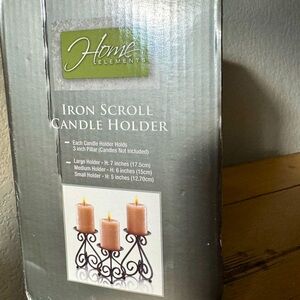 Home
ELEMENTS
IRON SCROLL
CANDLE HOLDER
- Each Candle Holder Holds
3 inch Pillar (Candles Not Included)
- Large Holder - H: 7 inches (17.5cm)
Medium Holder - H: 6 inches (15cm)
Small Holder - H: 5 inches (12.70cm)